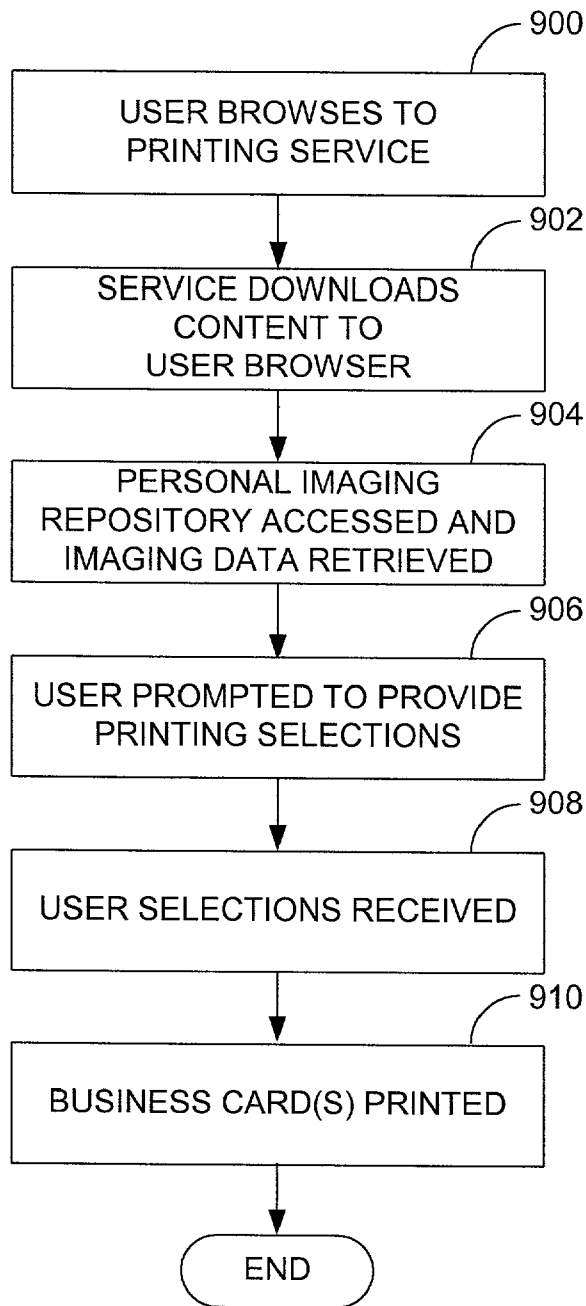 900
USER BROWSES TO
PRINTING SERVICE
902
SERVICE DOWNLOADS
CONTENT TO
USER BROWSER
904
PERSONAL IMAGING
REPOSITORY ACCESSED AND
IMAGING DATA RETRIEVED
906
USER PROMPTED TO PROVIDE
PRINTING SELECTIONS
908
USER SELECTIONS RECEIVED
910
BUSINESS CARD(S) PRINTED
END